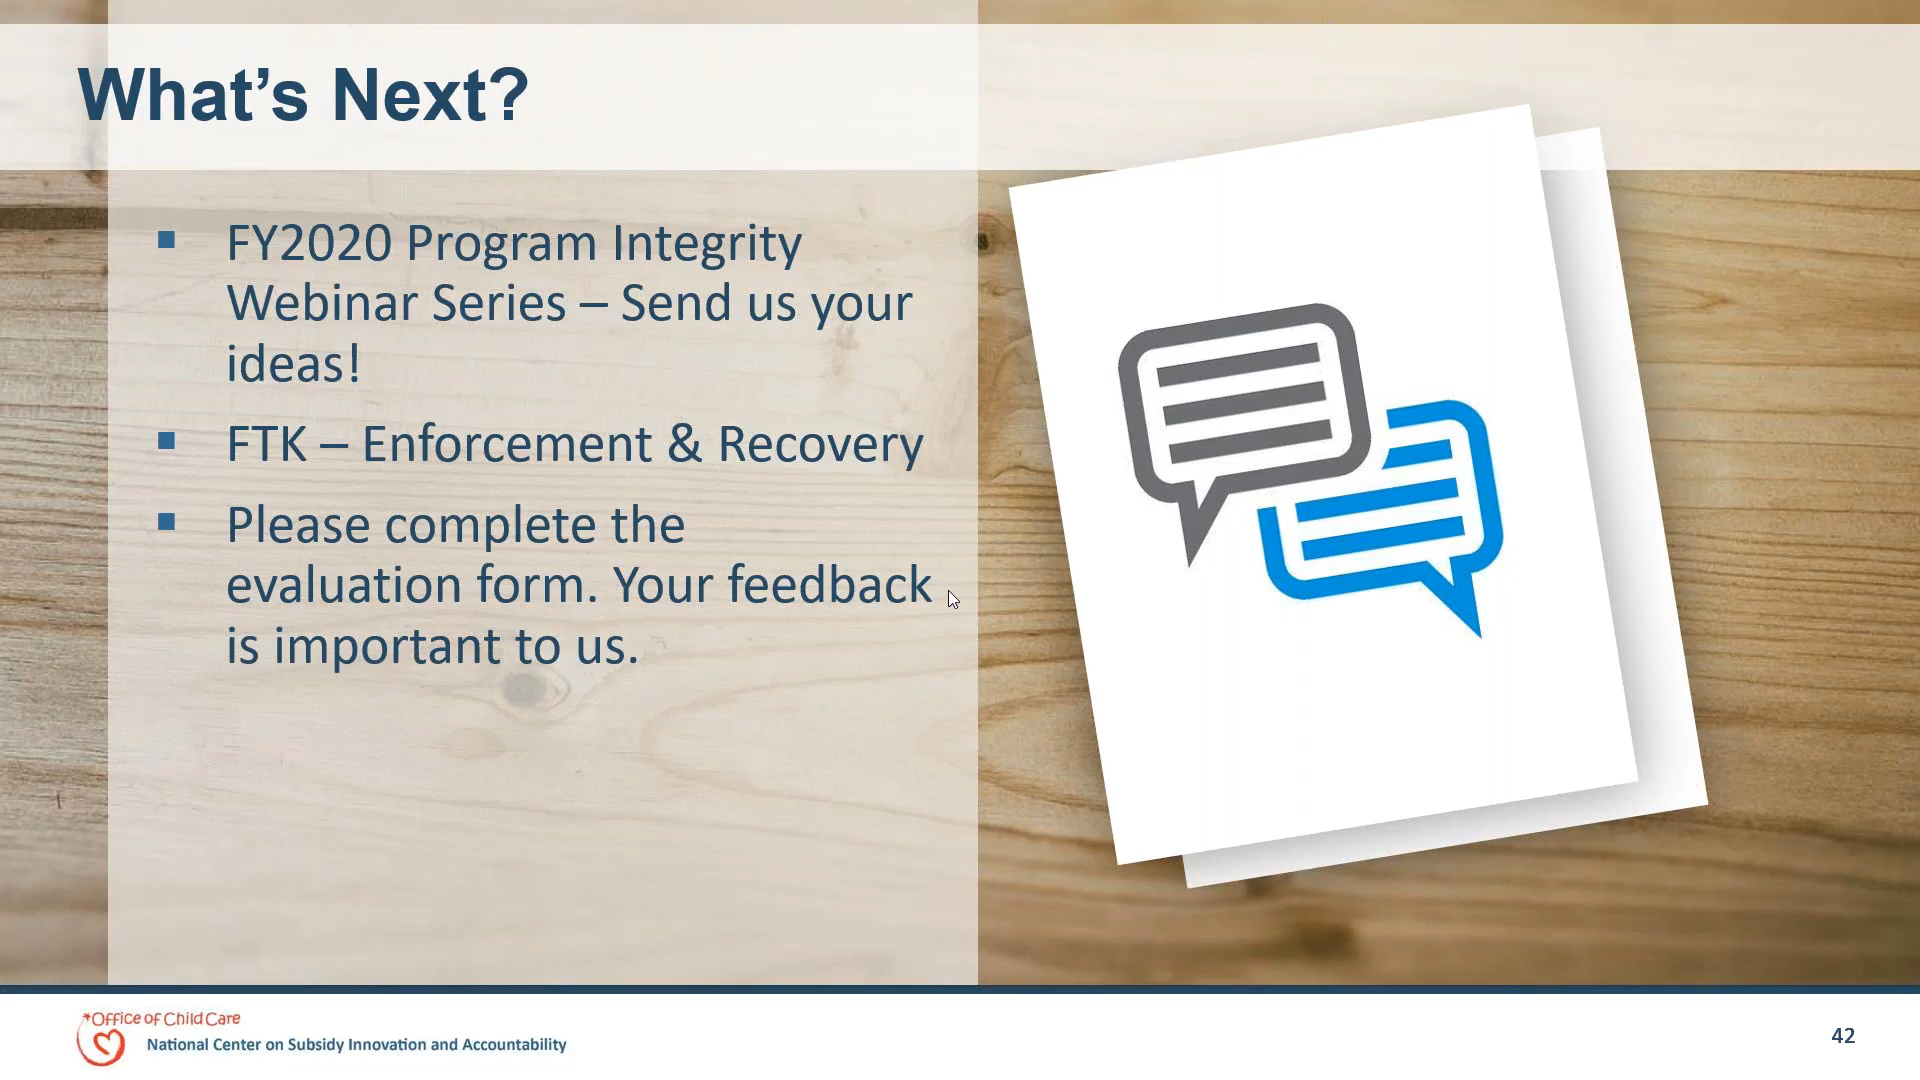 What’s Next?
▪ FY2020 Program Integrity
Webinar Series – Send us your
ideas!
▪ FTK – Enforcement & Recovery
▪ Please complete the
evaluation form. Your feedback
is important to us.
Office of Child Care
National Center on Subsidy Innovation and Accountability
42